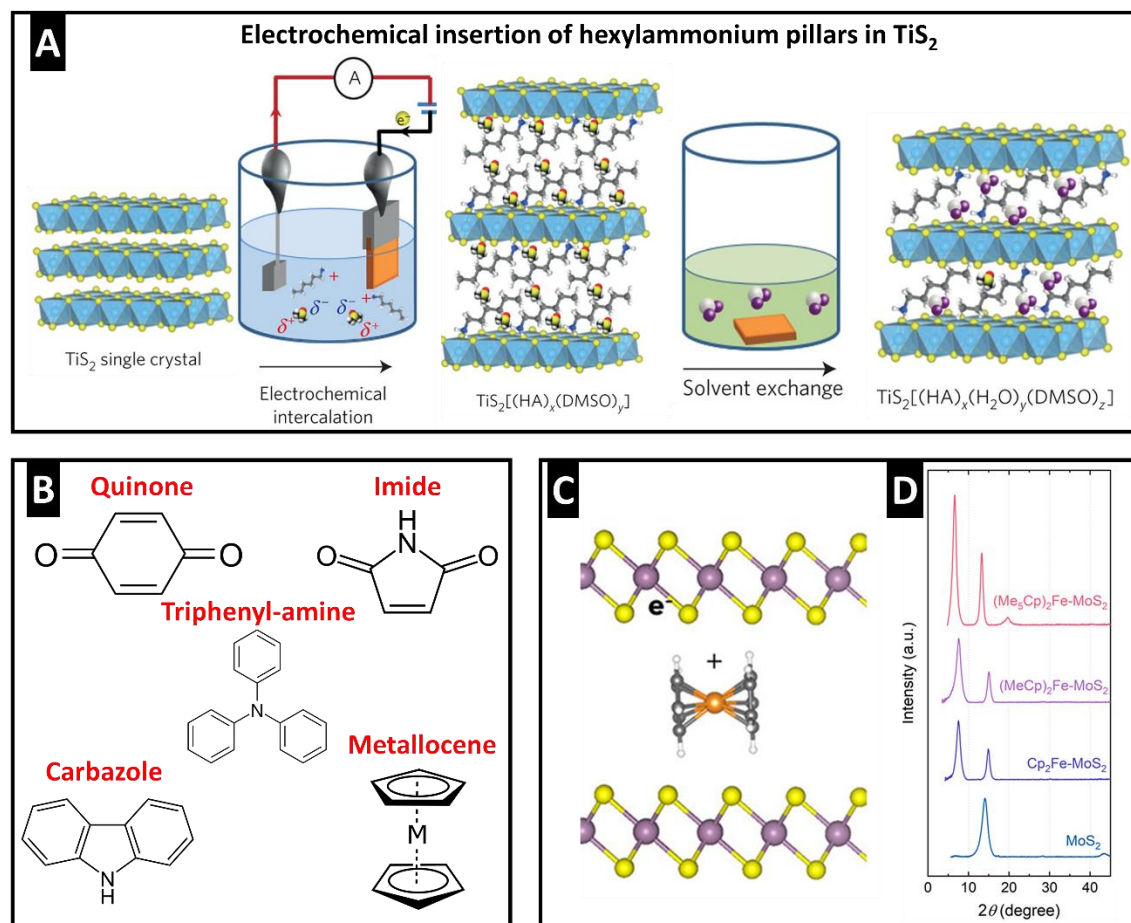 A
Electrochemical insertion of hexylammonium pillars in TiS₂
A
e⁻
+
δ⁻
δ⁻
+
δ⁺
δ⁺
TiS₂ single crystal
Electrochemical
intercalation
TiS₂[(HA)ₓ(DMSO)ᵧ]
Solvent exchange
TiS₂[(HA)ₓ(H₂O)ᵧ(DMSO)z]
B
Quinone
O
O
Imide
H
N
O
O
Triphenyl-amine
N
Carbazole
N
H
Metallocene
M
C
e⁻
+
D
Intensity (a.u.)
(Me₅Cp)₂Fe-MoS₂
(MeCp)₂Fe-MoS₂
Cp₂Fe-MoS₂
MoS₂
0 10 20 30 40
2θ (degree)